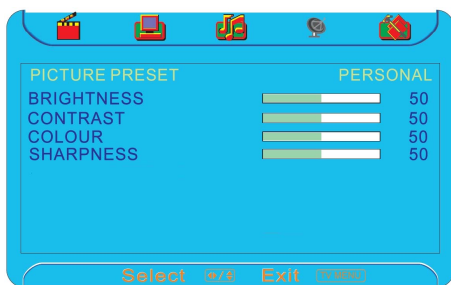 PICTURE PRESET PERSONAL
BRIGHTNESS 50
CONTRAST 50
COLOUR 50
SHARPNESS 50
Select Exit TV MENU